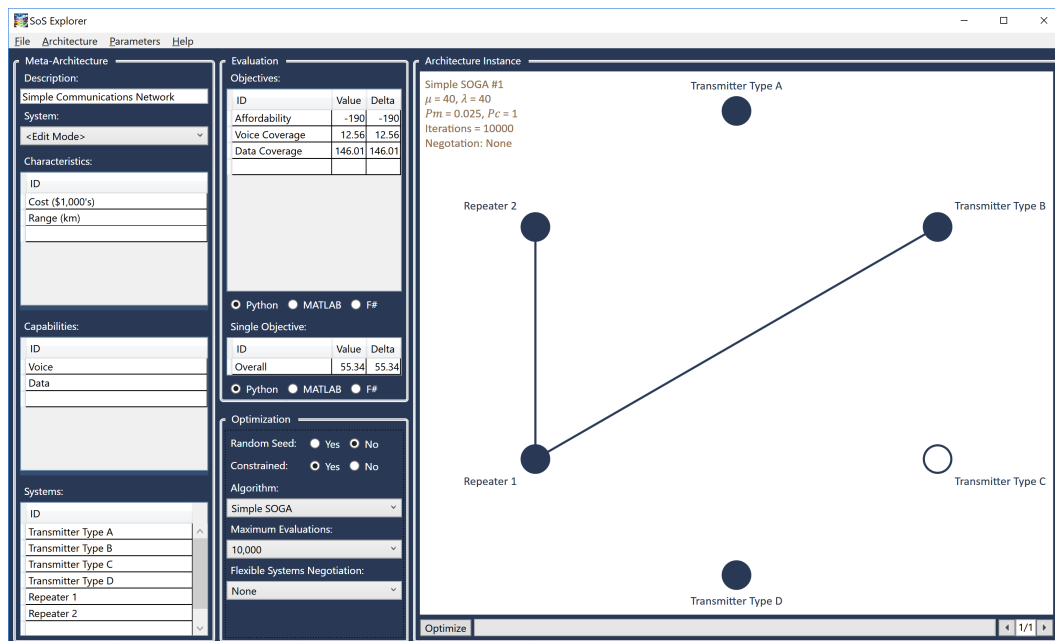 SoS Explorer
File Architecture Parameters Help
Meta-Architecture
Description:
Simple Communications Network
System:
<Edit Mode>
Characteristics:
ID
Cost ($1,000's)
Range (km)
Capabilities:
ID
Voice
Data
Systems:
ID
Transmitter Type A
Transmitter Type B
Transmitter Type C
Transmitter Type D
Repeater 1
Repeater 2
Evaluation
Objectives:
ID Value Delta
Affordability -190 -190
Voice Coverage 12.56 12.56
Data Coverage 146.01 146.01
Python MATLAB F#
Single Objective:
ID Value Delta
Overall 55.34 55.34
Python MATLAB F#
Optimization
Random Seed: Yes No
Constrained: Yes No
Algorithm:
Simple SOGA
Maximum Evaluations:
10,000
Flexible Systems Negotiation:
None
Architecture Instance
Simple SOGA #1
μ = 40, λ = 40
Pm = 0.025, Pc = 1
Iterations = 10000
Negotation: None
Transmitter Type A
Repeater 2
Transmitter Type B
Repeater 1
Transmitter Type C
Transmitter Type D
Optimize
1/1